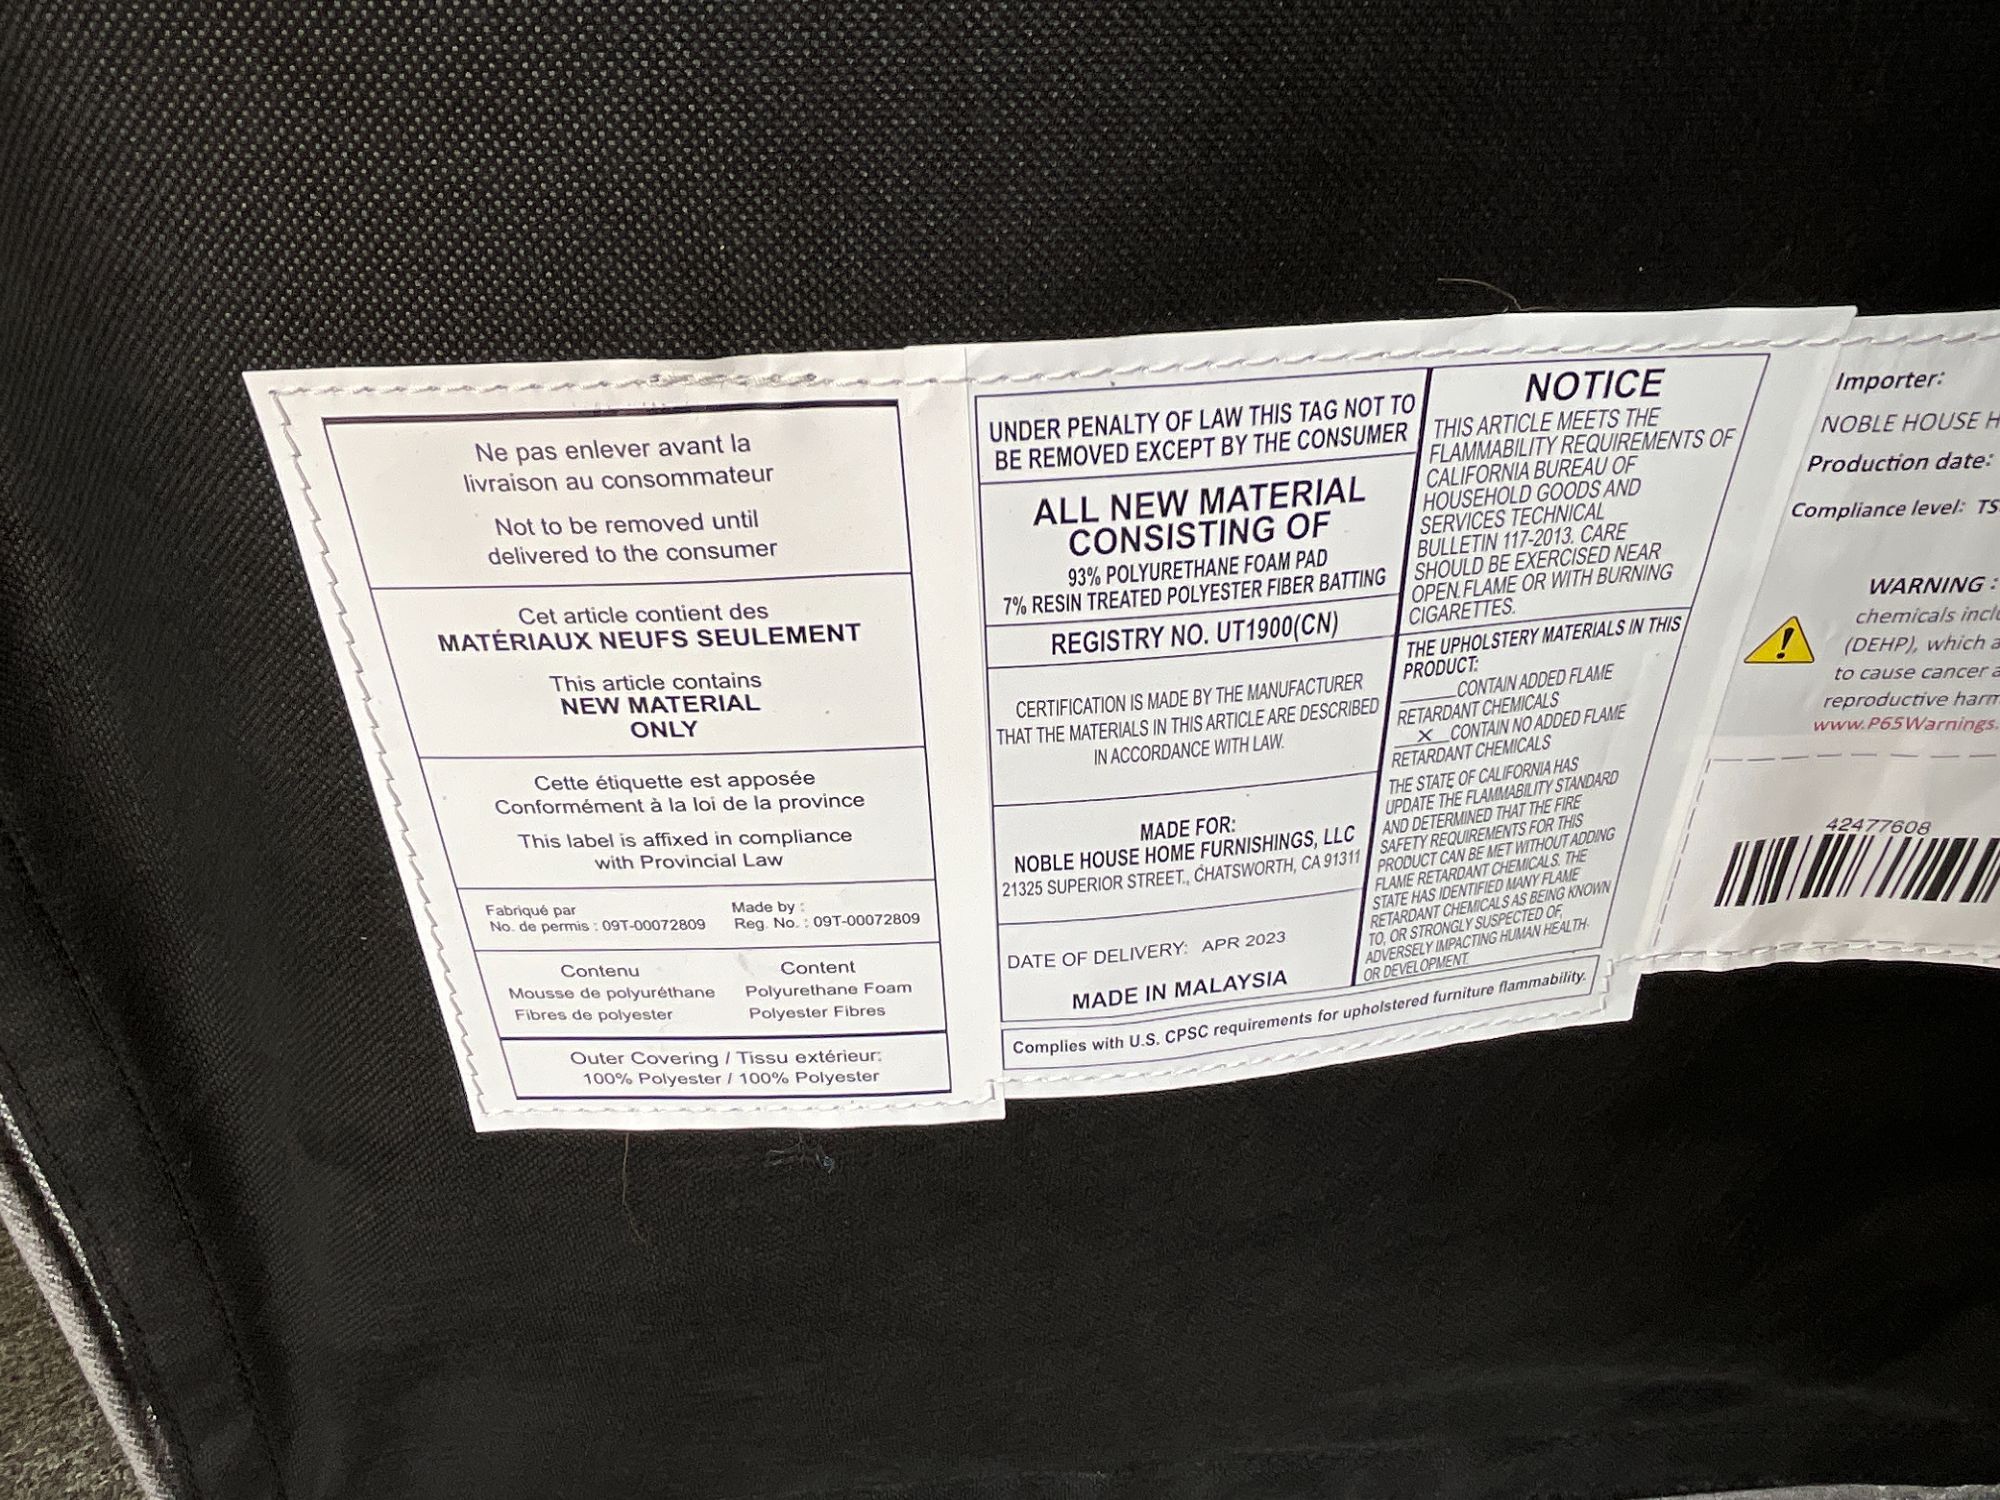 Ne pas enlever avant la
livraison au consommateur
Not to be removed until
delivered to the consumer
Cet article contient des
MATÉRIAUX NEUFS SEULEMENT
This article contains
NEW MATERIAL
ONLY
Cette étiquette est apposée
Conformément à la loi de la province
This label is affixed in compliance
with Provincial Law
Fabriqué par
No. de permis : 09T-00072809
Made by :
Reg. No. : 09T-00072809
Contenu
Mousse de polyuréthane
Fibres de polyester
Content
Polyurethane Foam
Polyester Fibres
Outer Covering / Tissu extérieur:
100% Polyester / 100% Polyester
UNDER PENALTY OF LAW THIS TAG NOT TO
BE REMOVED EXCEPT BY THE CONSUMER
ALL NEW MATERIAL
CONSISTING OF
93% POLYURETHANE FOAM PAD
7% RESIN TREATED POLYESTER FIBER BATTING
REGISTRY NO. UT1900(CN)
CERTIFICATION IS MADE BY THE MANUFACTURER
THAT THE MATERIALS IN THIS ARTICLE ARE DESCRIBED
IN ACCORDANCE WITH LAW.
MADE FOR:
NOBLE HOUSE HOME FURNISHINGS, LLC
21325 SUPERIOR STREET., CHATSWORTH, CA 91311
DATE OF DELIVERY: APR 2023
MADE IN MALAYSIA
NOTICE
THIS ARTICLE MEETS THE
FLAMMABILITY REQUIREMENTS OF
CALIFORNIA BUREAU OF
HOUSEHOLD GOODS AND
SERVICES TECHNICAL
BULLETIN 117-2013. CARE
SHOULD BE EXERCISED NEAR
OPEN FLAME OR WITH BURNING
CIGARETTES.
THE UPHOLSTERY MATERIALS IN THIS
PRODUCT:
____CONTAIN ADDED FLAME
RETARDANT CHEMICALS
__X__CONTAIN NO ADDED FLAME
RETARDANT CHEMICALS
THE STATE OF CALIFORNIA HAS
UPDATE THE FLAMMABILITY STANDARD
AND DETERMINED THAT THE FIRE
SAFETY REQUIREMENTS FOR THIS
PRODUCT CAN BE MET WITHOUT ADDING
FLAME RETARDANT CHEMICALS. THE
STATE HAS IDENTIFIED MANY FLAME
RETARDANT CHEMICALS AS BEING KNOWN
TO, OR STRONGLY SUSPECTED OF,
ADVERSELY IMPACTING HUMAN HEALTH
OR DEVELOPMENT.
Complies with U.S. CPSC requirements for upholstered furniture flammability.
Importer:
NOBLE HOUSE H
Production date:
Compliance level: TS
WARNING :
chemicals incl
(DEHP), which a
to cause cancer a
reproductive harm
www.P65Warnings.
42477608